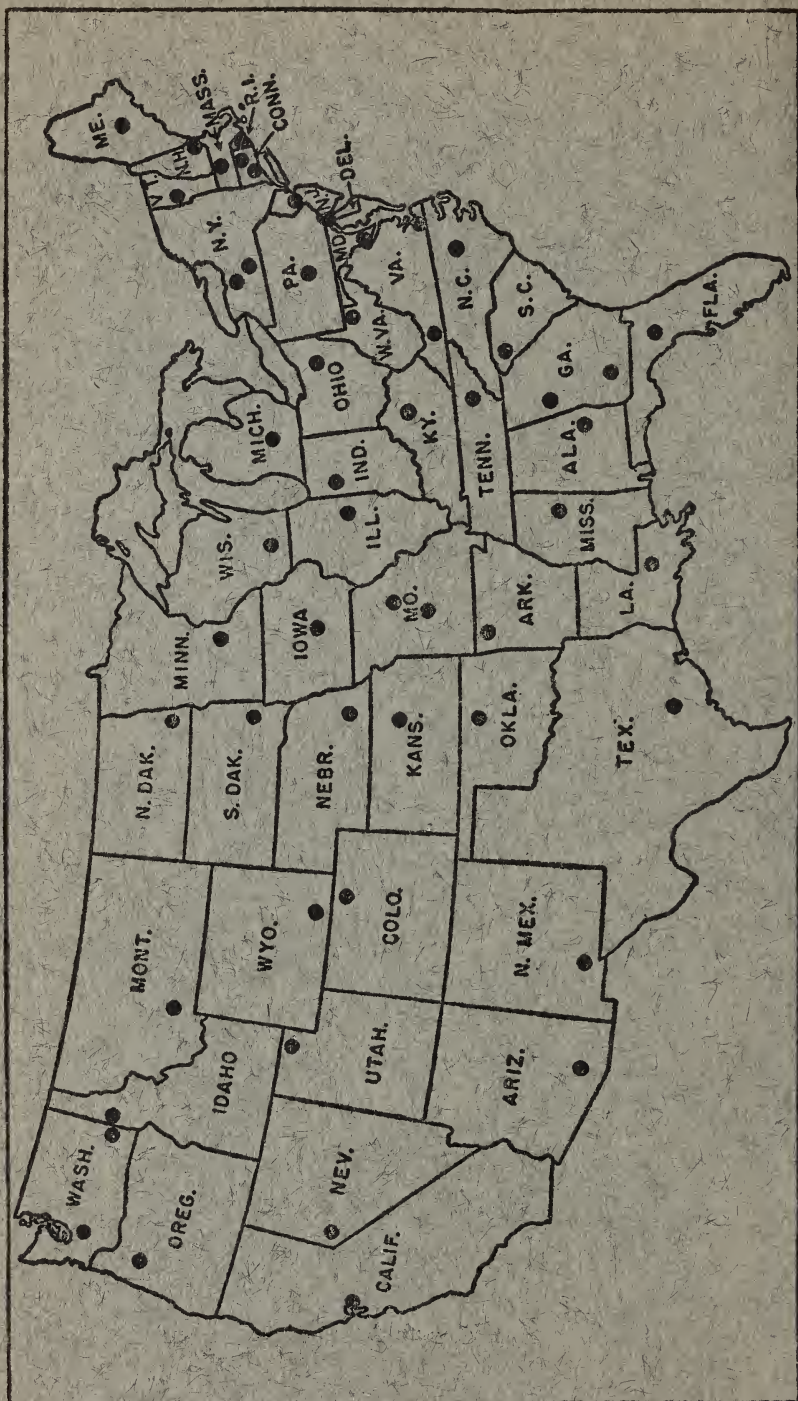 WASH.
OREG.
CALIF.
NEV.
IDAHO
MONT.
WYO.
UTAH.
ARIZ.
COLO.
N. MEX.
N. DAK.
S. DAK.
NEBR.
KANS.
OKLA.
TEX.
MINN.
IOWA
MO.
ARK.
LA.
WIS.
ILL.
MICH.
IND.
OHIO
KY.
TENN.
MISS.
ALA.
GA.
FLA.
S.C.
N.C.
VA.
W.VA.
MD.
DEL.
N.J.
PA.
N.Y.
VT.
N.H.
ME.
MASS.
R.I.
CONN.